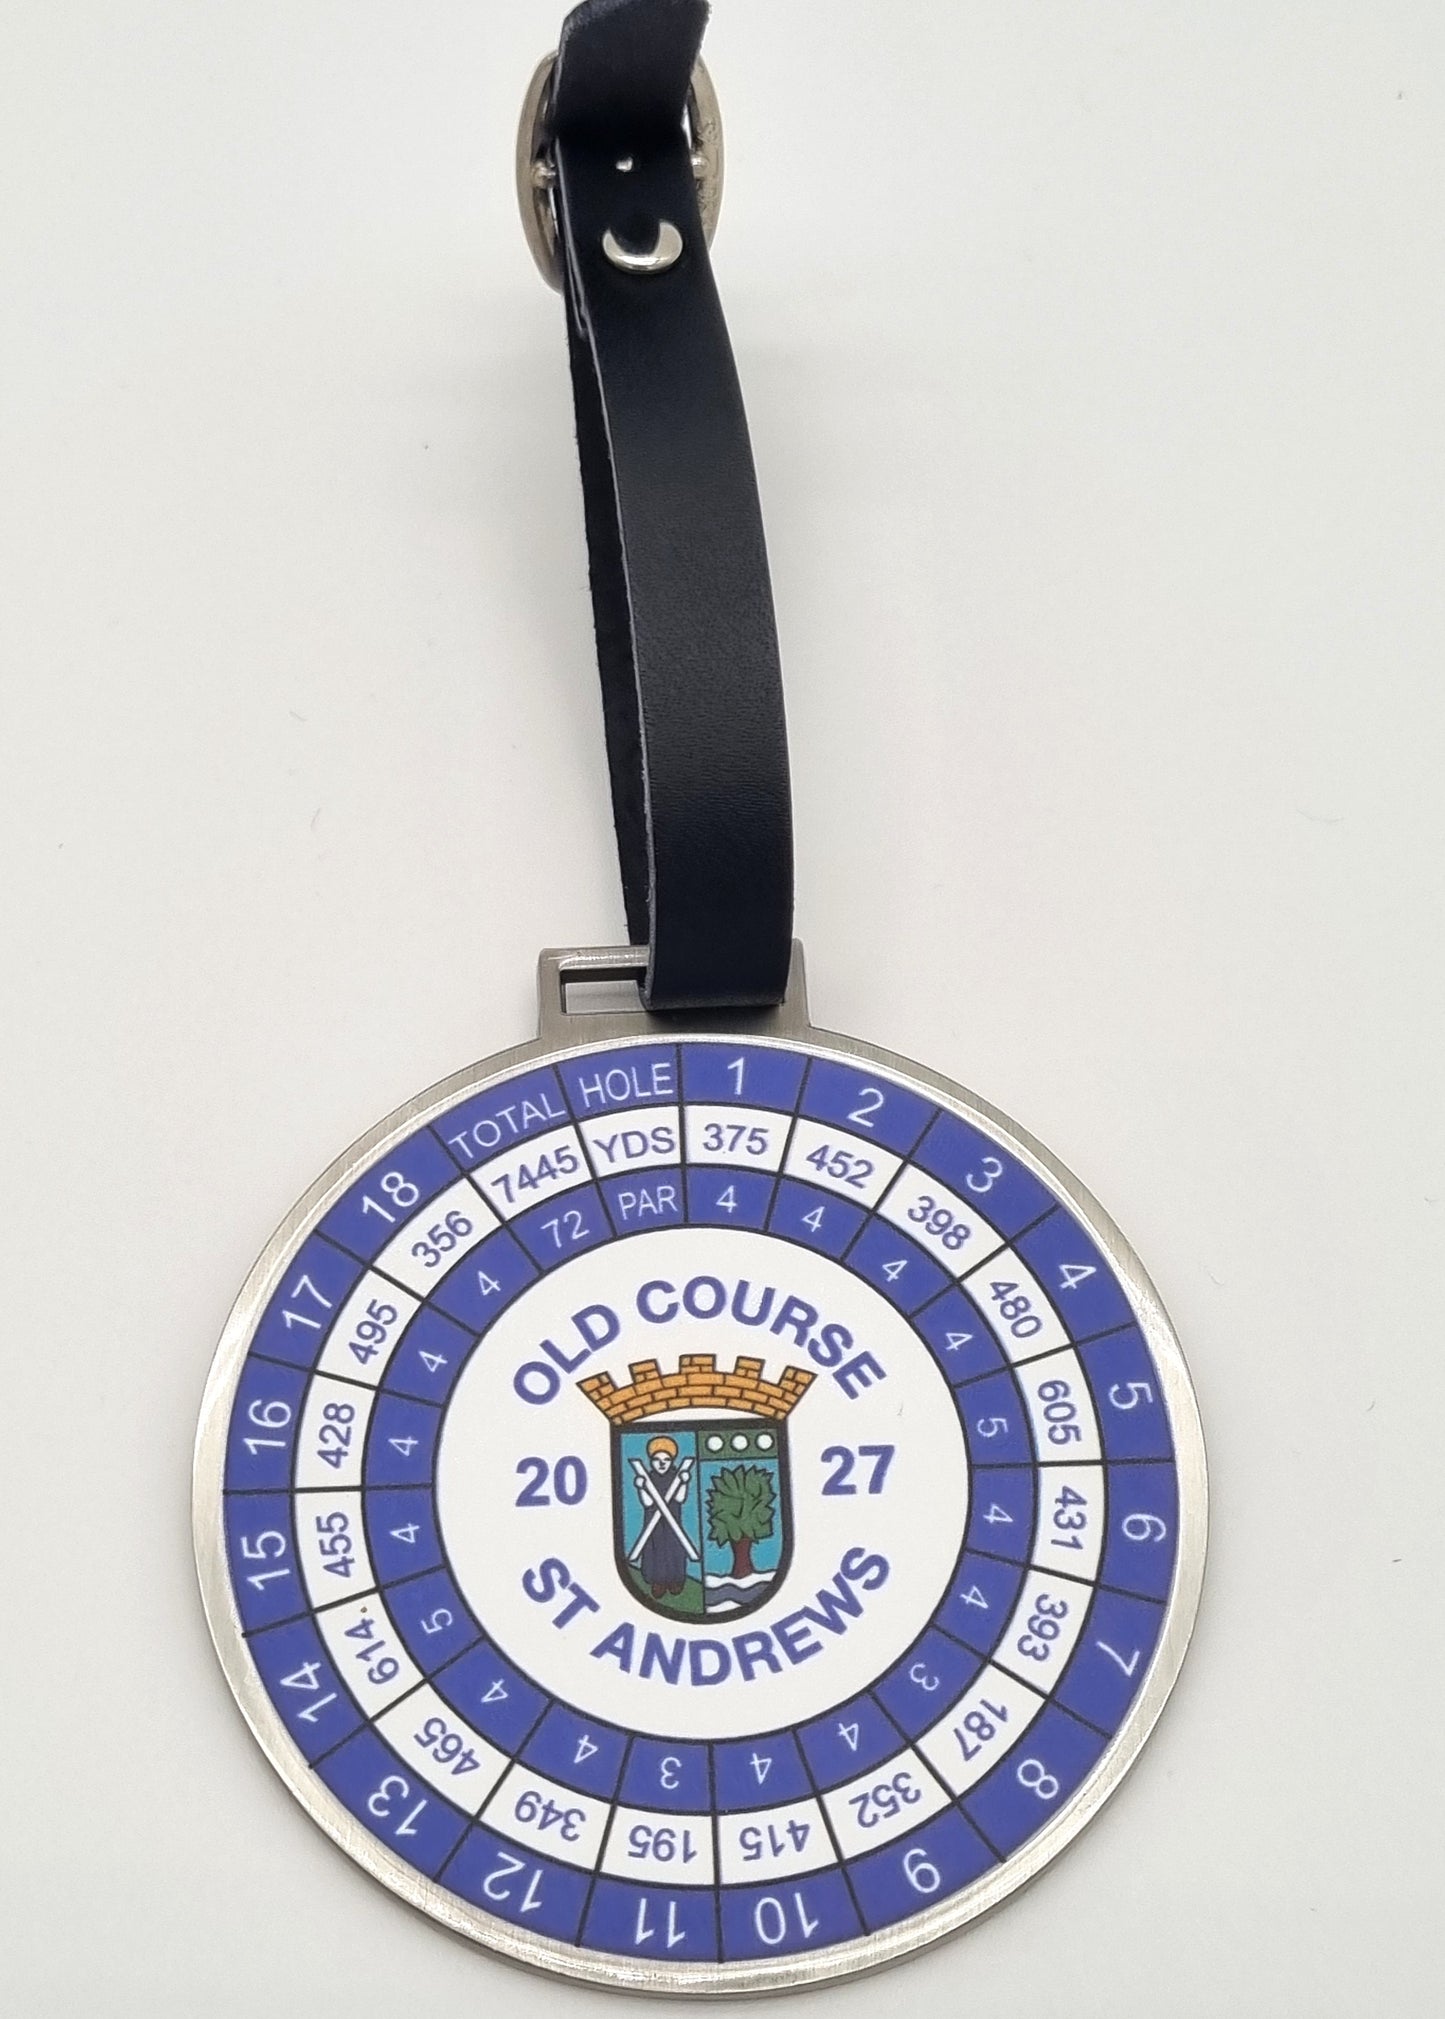 HOLE 1 2 3 4 5 6 7 8 9 10 11 12 13 14 15 16 17 18 TOTAL
YDS 375 452 398 480 605 431 393 187 352 415 195 349 465 614 455 428 495 356 7445
PAR 4 4 4 4 5 4 4 3 4 4 3 4 4 5 4 4 4 4 72
OLD COURSE
20 27
ST ANDREWS